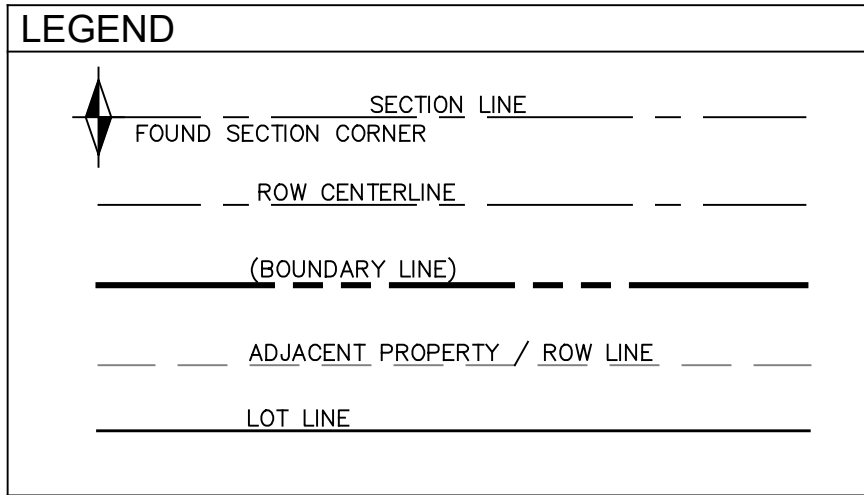 LEGEND
SECTION LINE
FOUND SECTION CORNER
ROW CENTERLINE
(BOUNDARY LINE)
ADJACENT PROPERTY / ROW LINE
LOT LINE